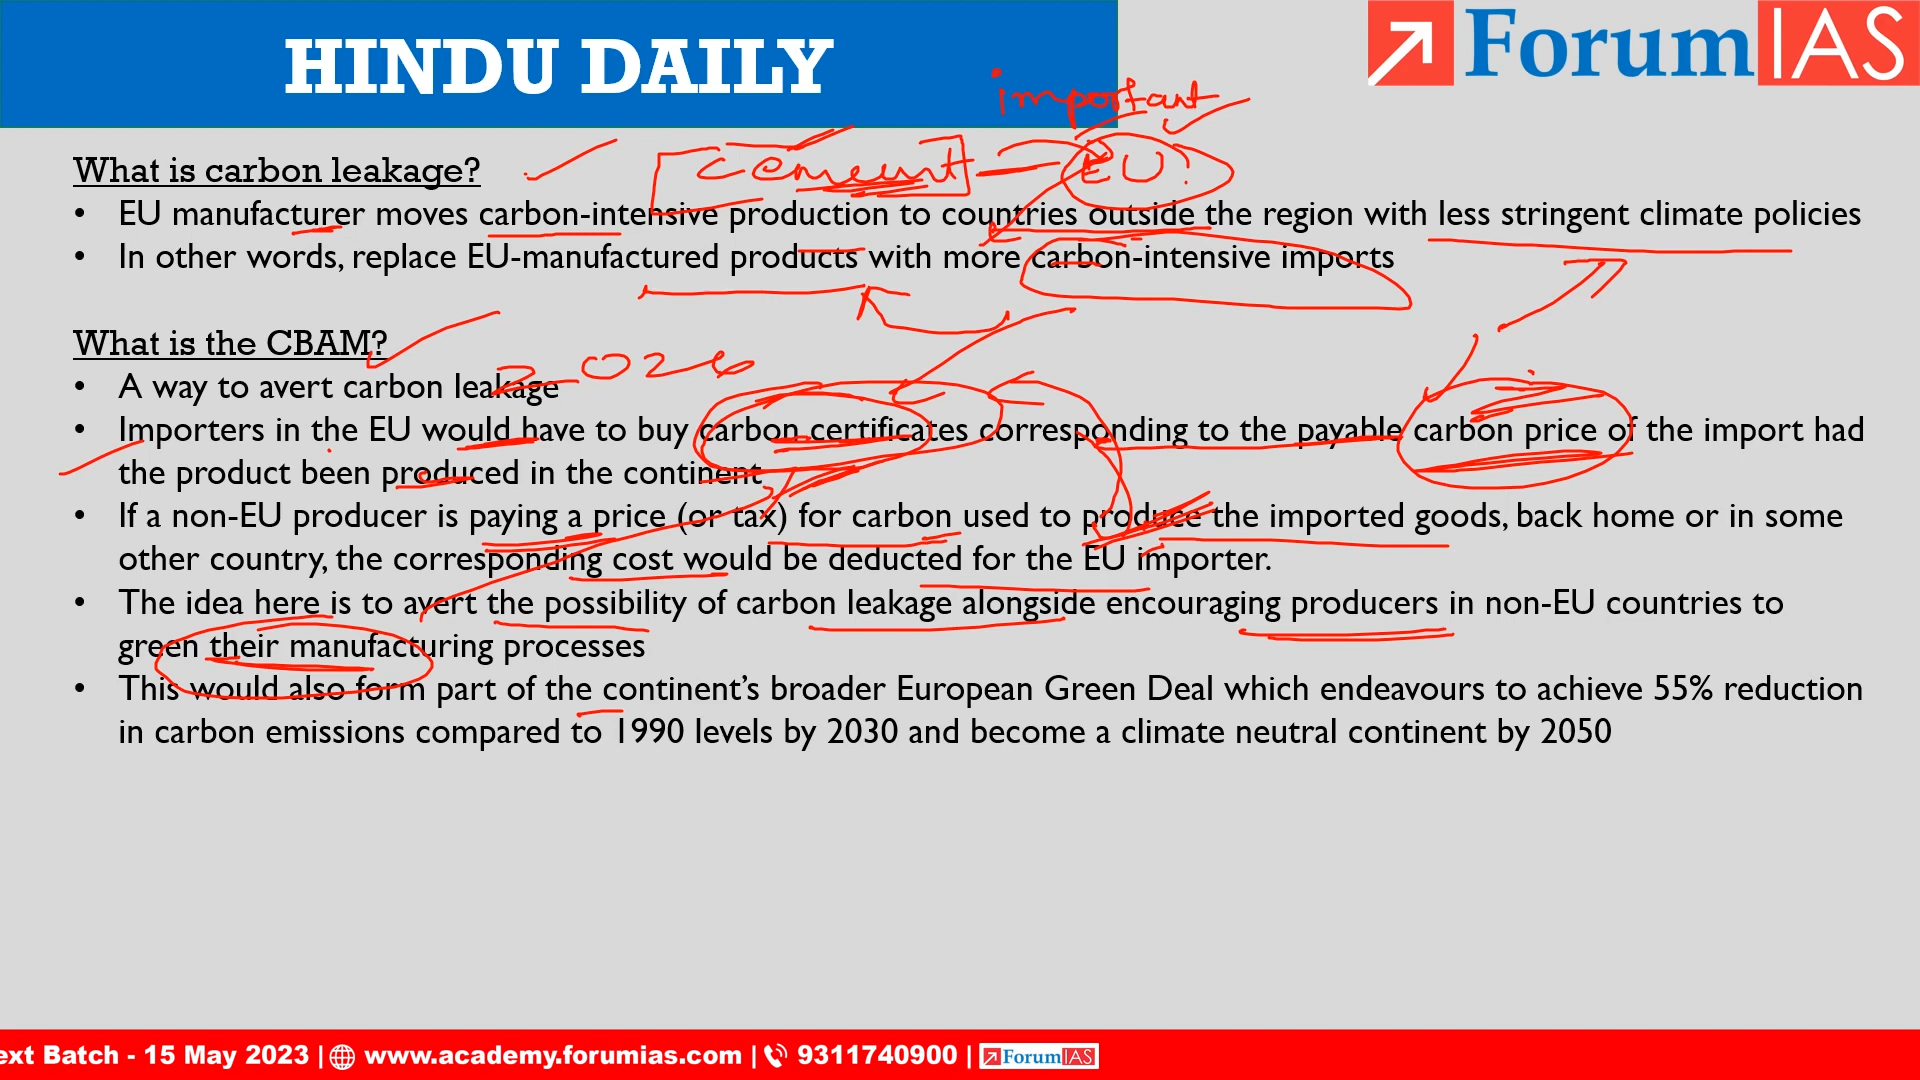 HINDU DAILY
ForumIAS
important
cement EU
What is carbon leakage?
• EU manufacturer moves carbon-intensive production to countries outside the region with less stringent climate policies
• In other words, replace EU-manufactured products with more carbon-intensive imports
What is the CBAM?
2026
• A way to avert carbon leakage
• Importers in the EU would have to buy carbon certificates corresponding to the payable carbon price of the import had
the product been produced in the continent
• If a non-EU producer is paying a price (or tax) for carbon used to produce the imported goods, back home or in some
other country, the corresponding cost would be deducted for the EU importer.
• The idea here is to avert the possibility of carbon leakage alongside encouraging producers in non-EU countries to
green their manufacturing processes
• This would also form part of the continent’s broader European Green Deal which endeavours to achieve 55% reduction
in carbon emissions compared to 1990 levels by 2030 and become a climate neutral continent by 2050
ext Batch - 15 May 2023 | www.academy.forumias.com | 9311740900 | ForumIAS